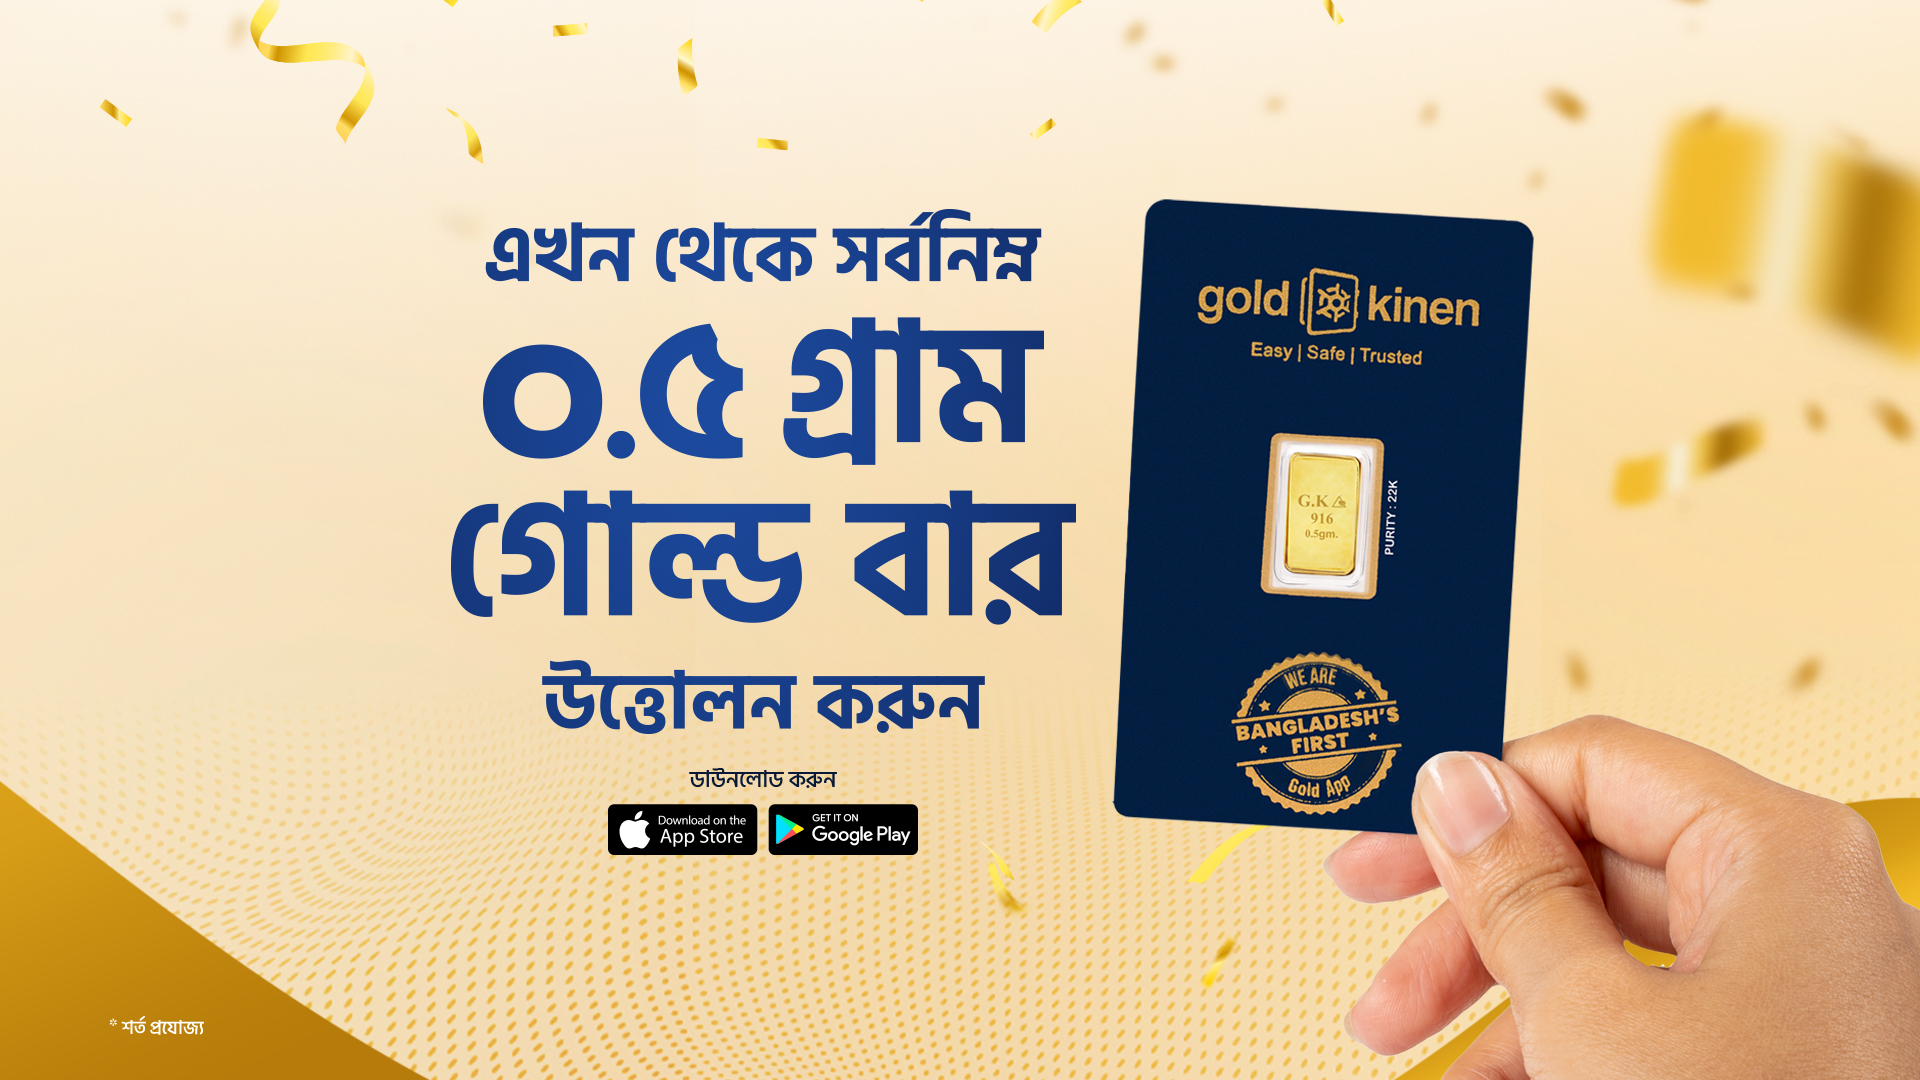 এখন থেকে সর্বনিম্ন
০.৫ গ্রাম
গোল্ড বার
উত্তোলন করুন
ডাউনলোড করুন
Download on the
App Store
GET IT ON
Google Play
* শর্ত প্রযোজ্য
gold kinen
Easy | Safe | Trusted
G.K
916
0.5gm.
PURITY : 22K
WE ARE
BANGLADESH'S
FIRST
Gold App